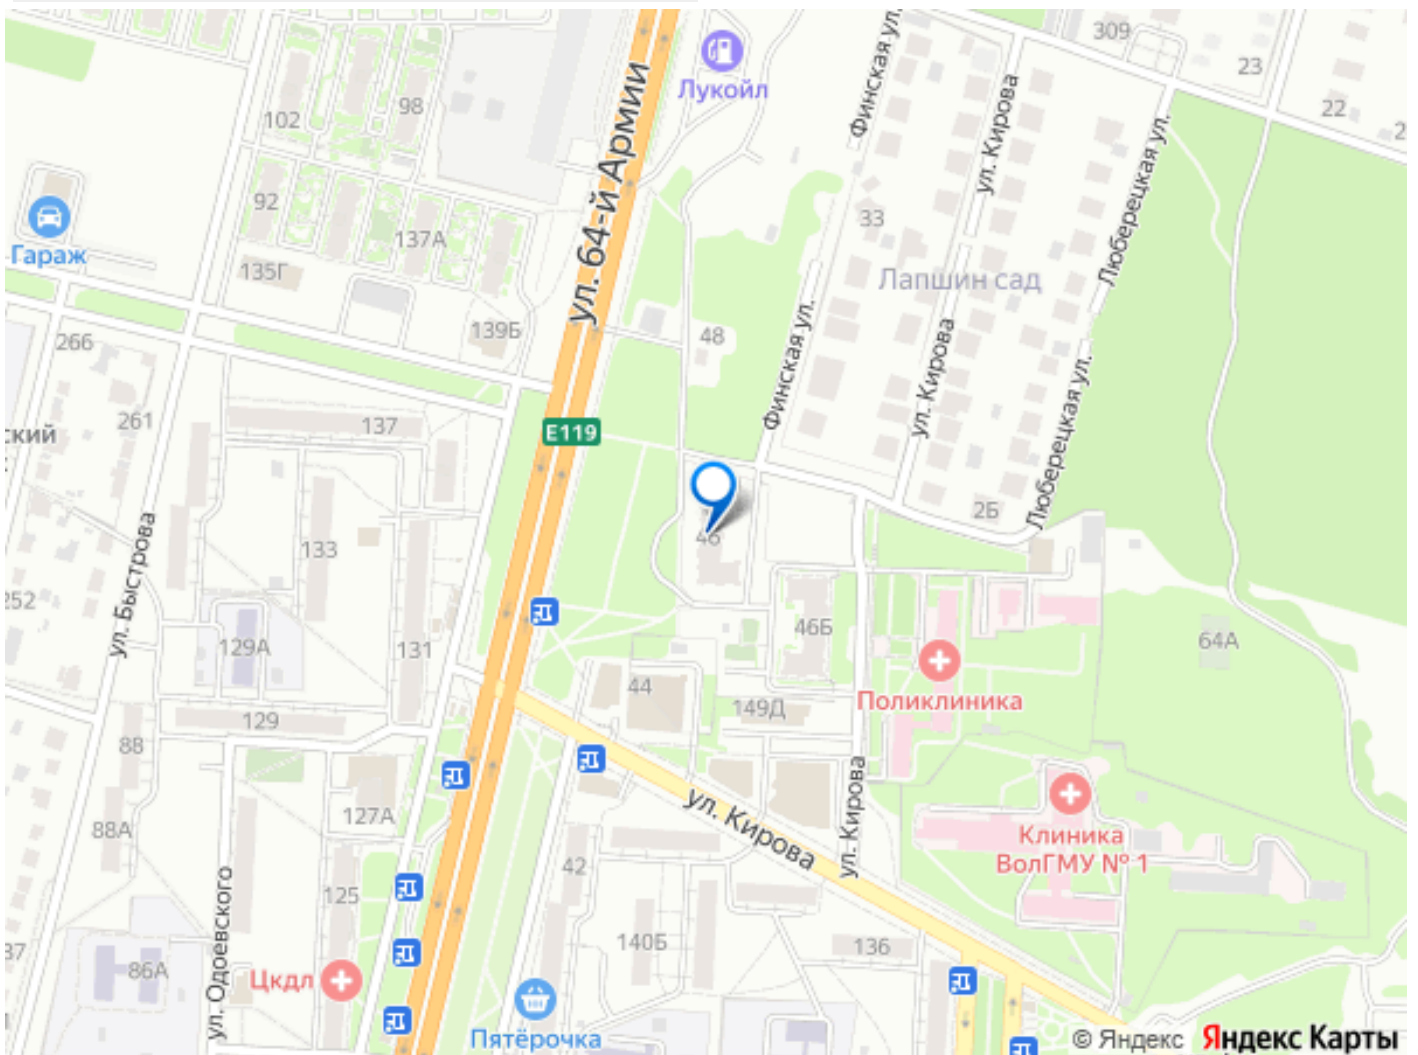 309
23
22
Лукойл
Финская ул.
ул. Кирова
Люберецкая ул.
ул. 64-й Армии
102
98
92
137А
Гараж
135Г
33
Лапшин сад
139Б
48
266
Финская ул.
ул. Кирова
Люберецкая ул.
261
137
ский
E119
2Б
46
133
252
ул. Быстрова
129А
131
46Б
64А
Поликлиника
44
149Д
129
88
127А
88А
ул. Кирова
ул. Кирова
Клиника
ВолГМУ № 1
42
125
ул. Одоевского
140Б
136
37
86А
Цкдл
Пятёрочка
© Яндекс Яндекс Карты